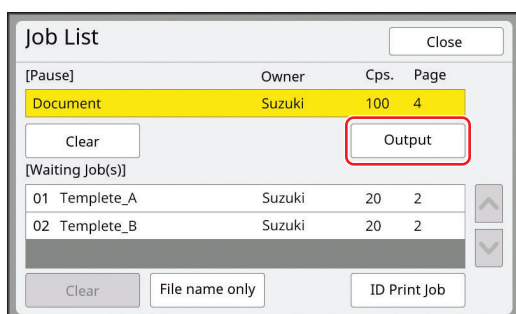 Job List Close
[Pause] Owner Cps. Page
Document Suzuki 100 4
Clear Output
[Waiting Job(s)]
01 Templete_A Suzuki 20 2
02 Templete_B Suzuki 20 2
Clear File name only ID Print Job